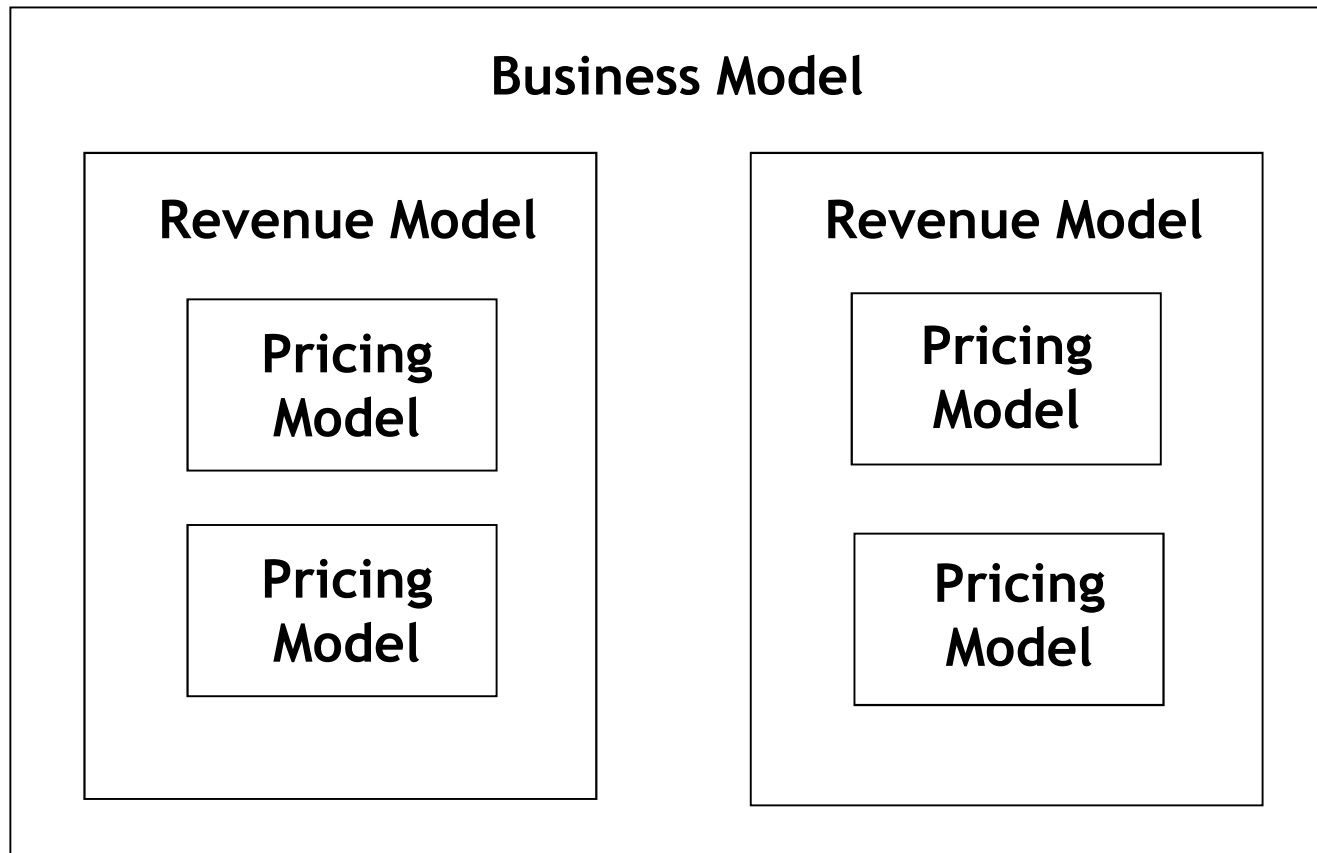 Business Model
Revenue Model
Pricing
Model
Pricing
Model
Revenue Model
Pricing
Model
Pricing
Model